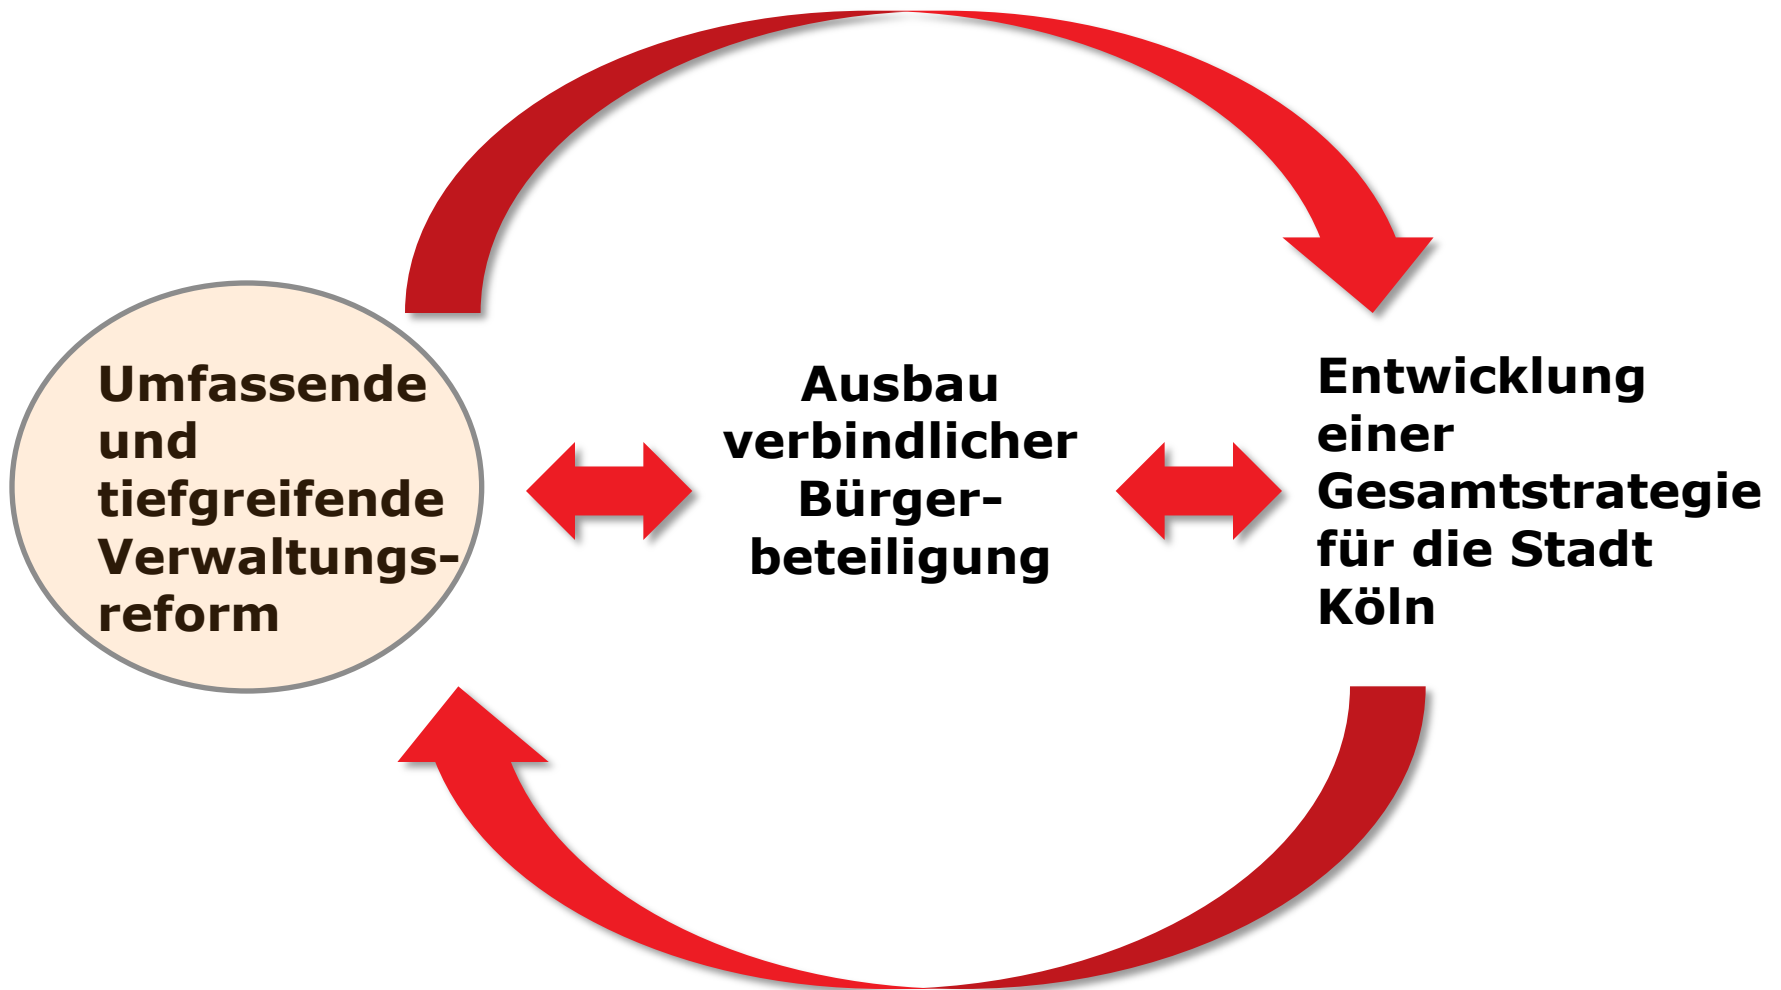 Umfassende
und
tiefgreifende
Verwaltungs-
reform
Ausbau
verbindlicher
Bürger-
beteiligung
Entwicklung
einer
Gesamtstrategie
für die Stadt
Köln